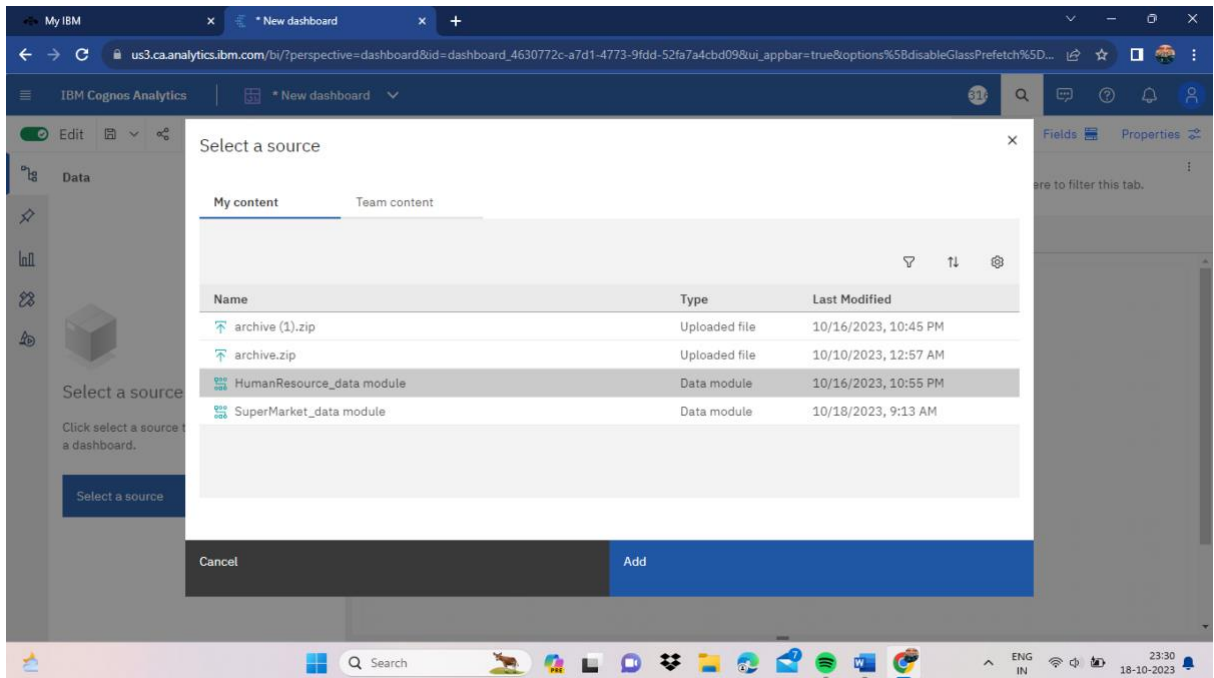 My IBM
* New dashboard
us3.ca.analytics.ibm.com/bi/?perspective=dashboard&id=dashboard_4630772c-a7d1-4773-9fdd-52fa7a4cbd09&ui_appbar=true&options%5BdisableGlassPrefetch%5D...
IBM Cognos Analytics
* New dashboard
Edit
Fields
Properties
Select a source
Data
ere to filter this tab.
My content
Team content
Name
Type
Last Modified
archive (1).zip
Uploaded file
10/16/2023, 10:45 PM
archive.zip
Uploaded file
10/10/2023, 12:57 AM
HumanResource_data module
Data module
10/16/2023, 10:55 PM
SuperMarket_data module
Data module
10/18/2023, 9:13 AM
Select a source
Click select a source t
a dashboard.
Select a source
Cancel
Add
Search
PRE
7
ENG
IN
23:30
18-10-2023